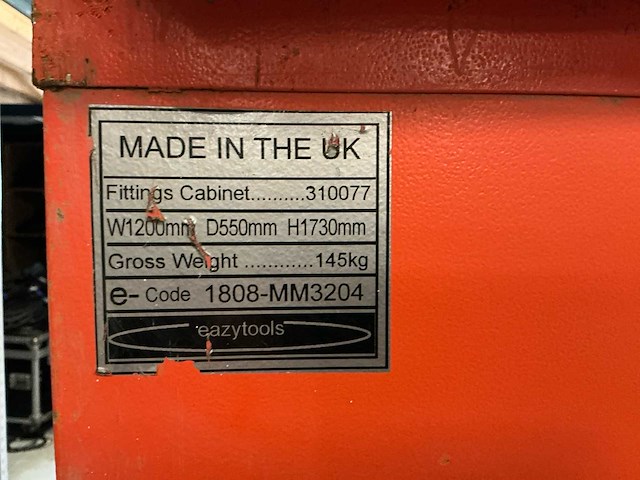 MADE IN THE UK
Fittings Cabinet..........310077
W1200mm D550mm H1730mm
Gross Weight ............145kg
e- Code 1808-MM3204
eazytools